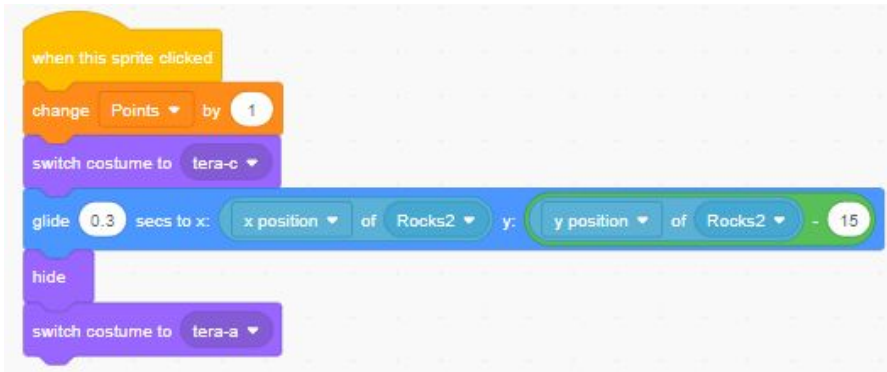 when this sprite clicked
change Points by 1
switch costume to tera-c
glide 0.3 secs to x: x position of Rocks2 y: y position of Rocks2 - 15
hide
switch costume to tera-a